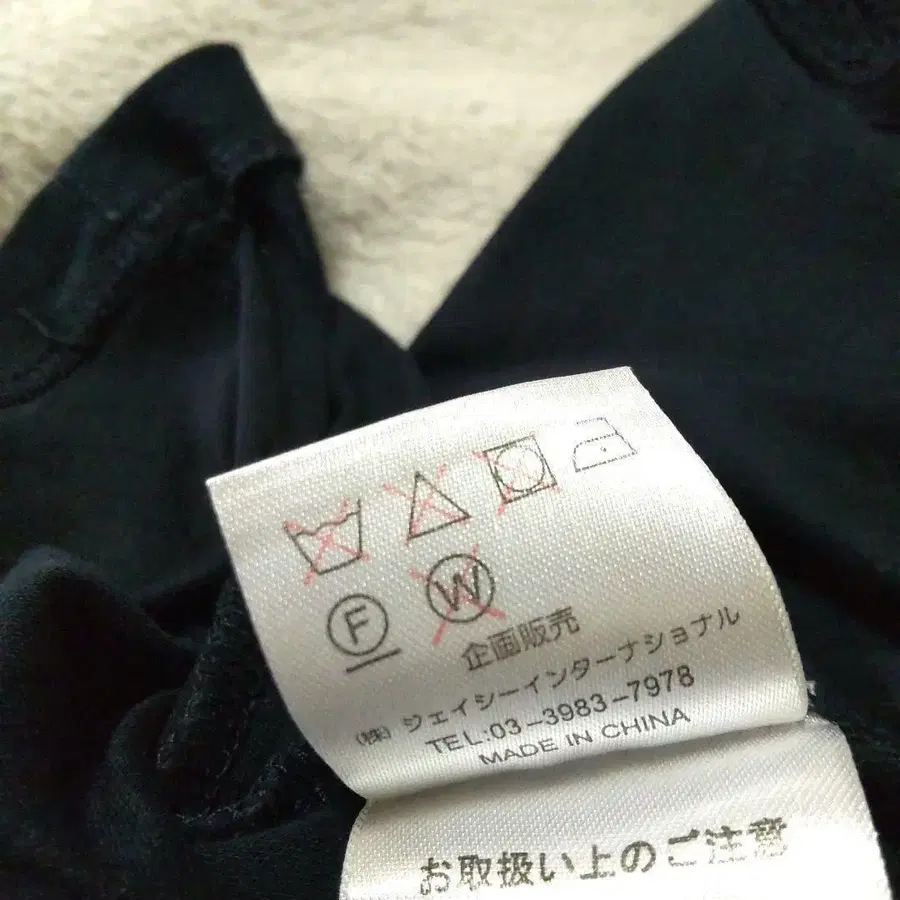 F W
企画販売
(株)ジェイシーインターナショナル
TEL:03-3983-7978
MADE IN CHINA
お取扱い上のご注意